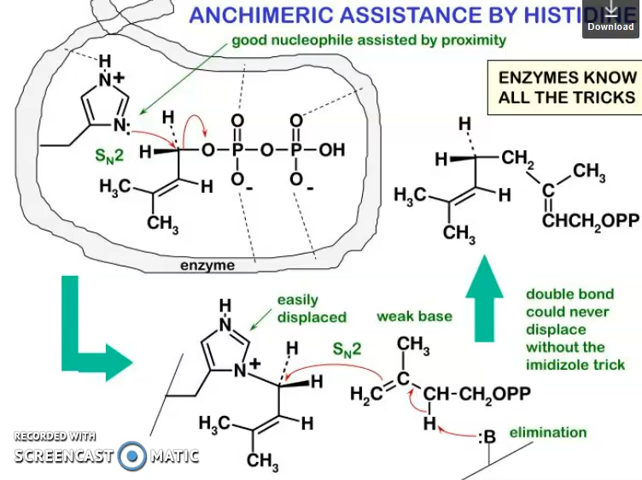 ANCHIMERIC ASSISTANCE BY HISTIDINE
Download
good nucleophile assisted by proximity
ENZYMES KNOW
ALL THE TRICKS
H
N+
N:
SN2
H
H
O
O
O P O P OH
O- O-
H3C H
CH3
enzyme
H
H CH2
CH3
H3C H
C
CH3
CHCH2OPP
easily
displaced
weak base
double bond
could never
displace
without the
imidizole trick
H
N
N+
H
H
SN2
CH3
C
H2C CH-CH2OPP
H
H3C H
CH3
:B
elimination
RECORDED WITH
SCREENCAST MATIC